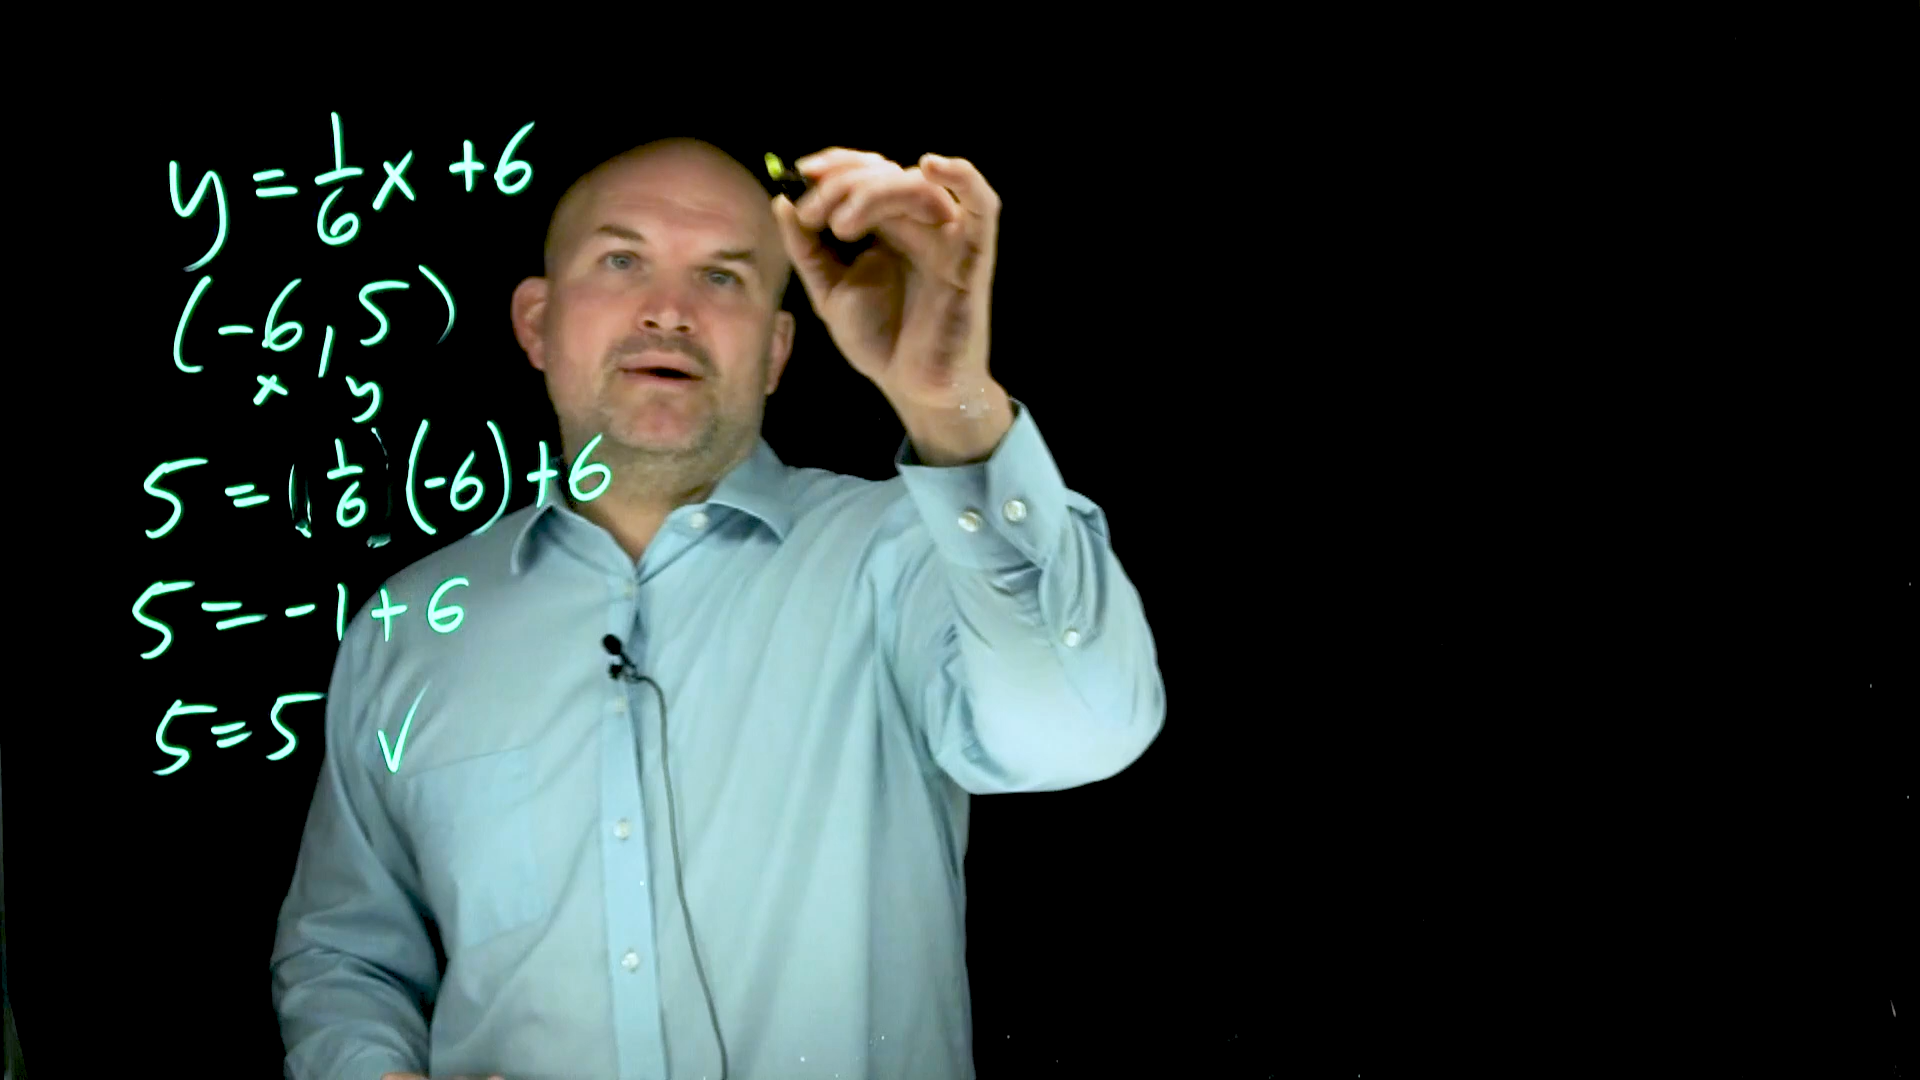 y = 1/6 x + 6
(-6, 5)
x y
5 = (1/6)(-6) + 6
5 = -1 + 6
5 = 5 ✓